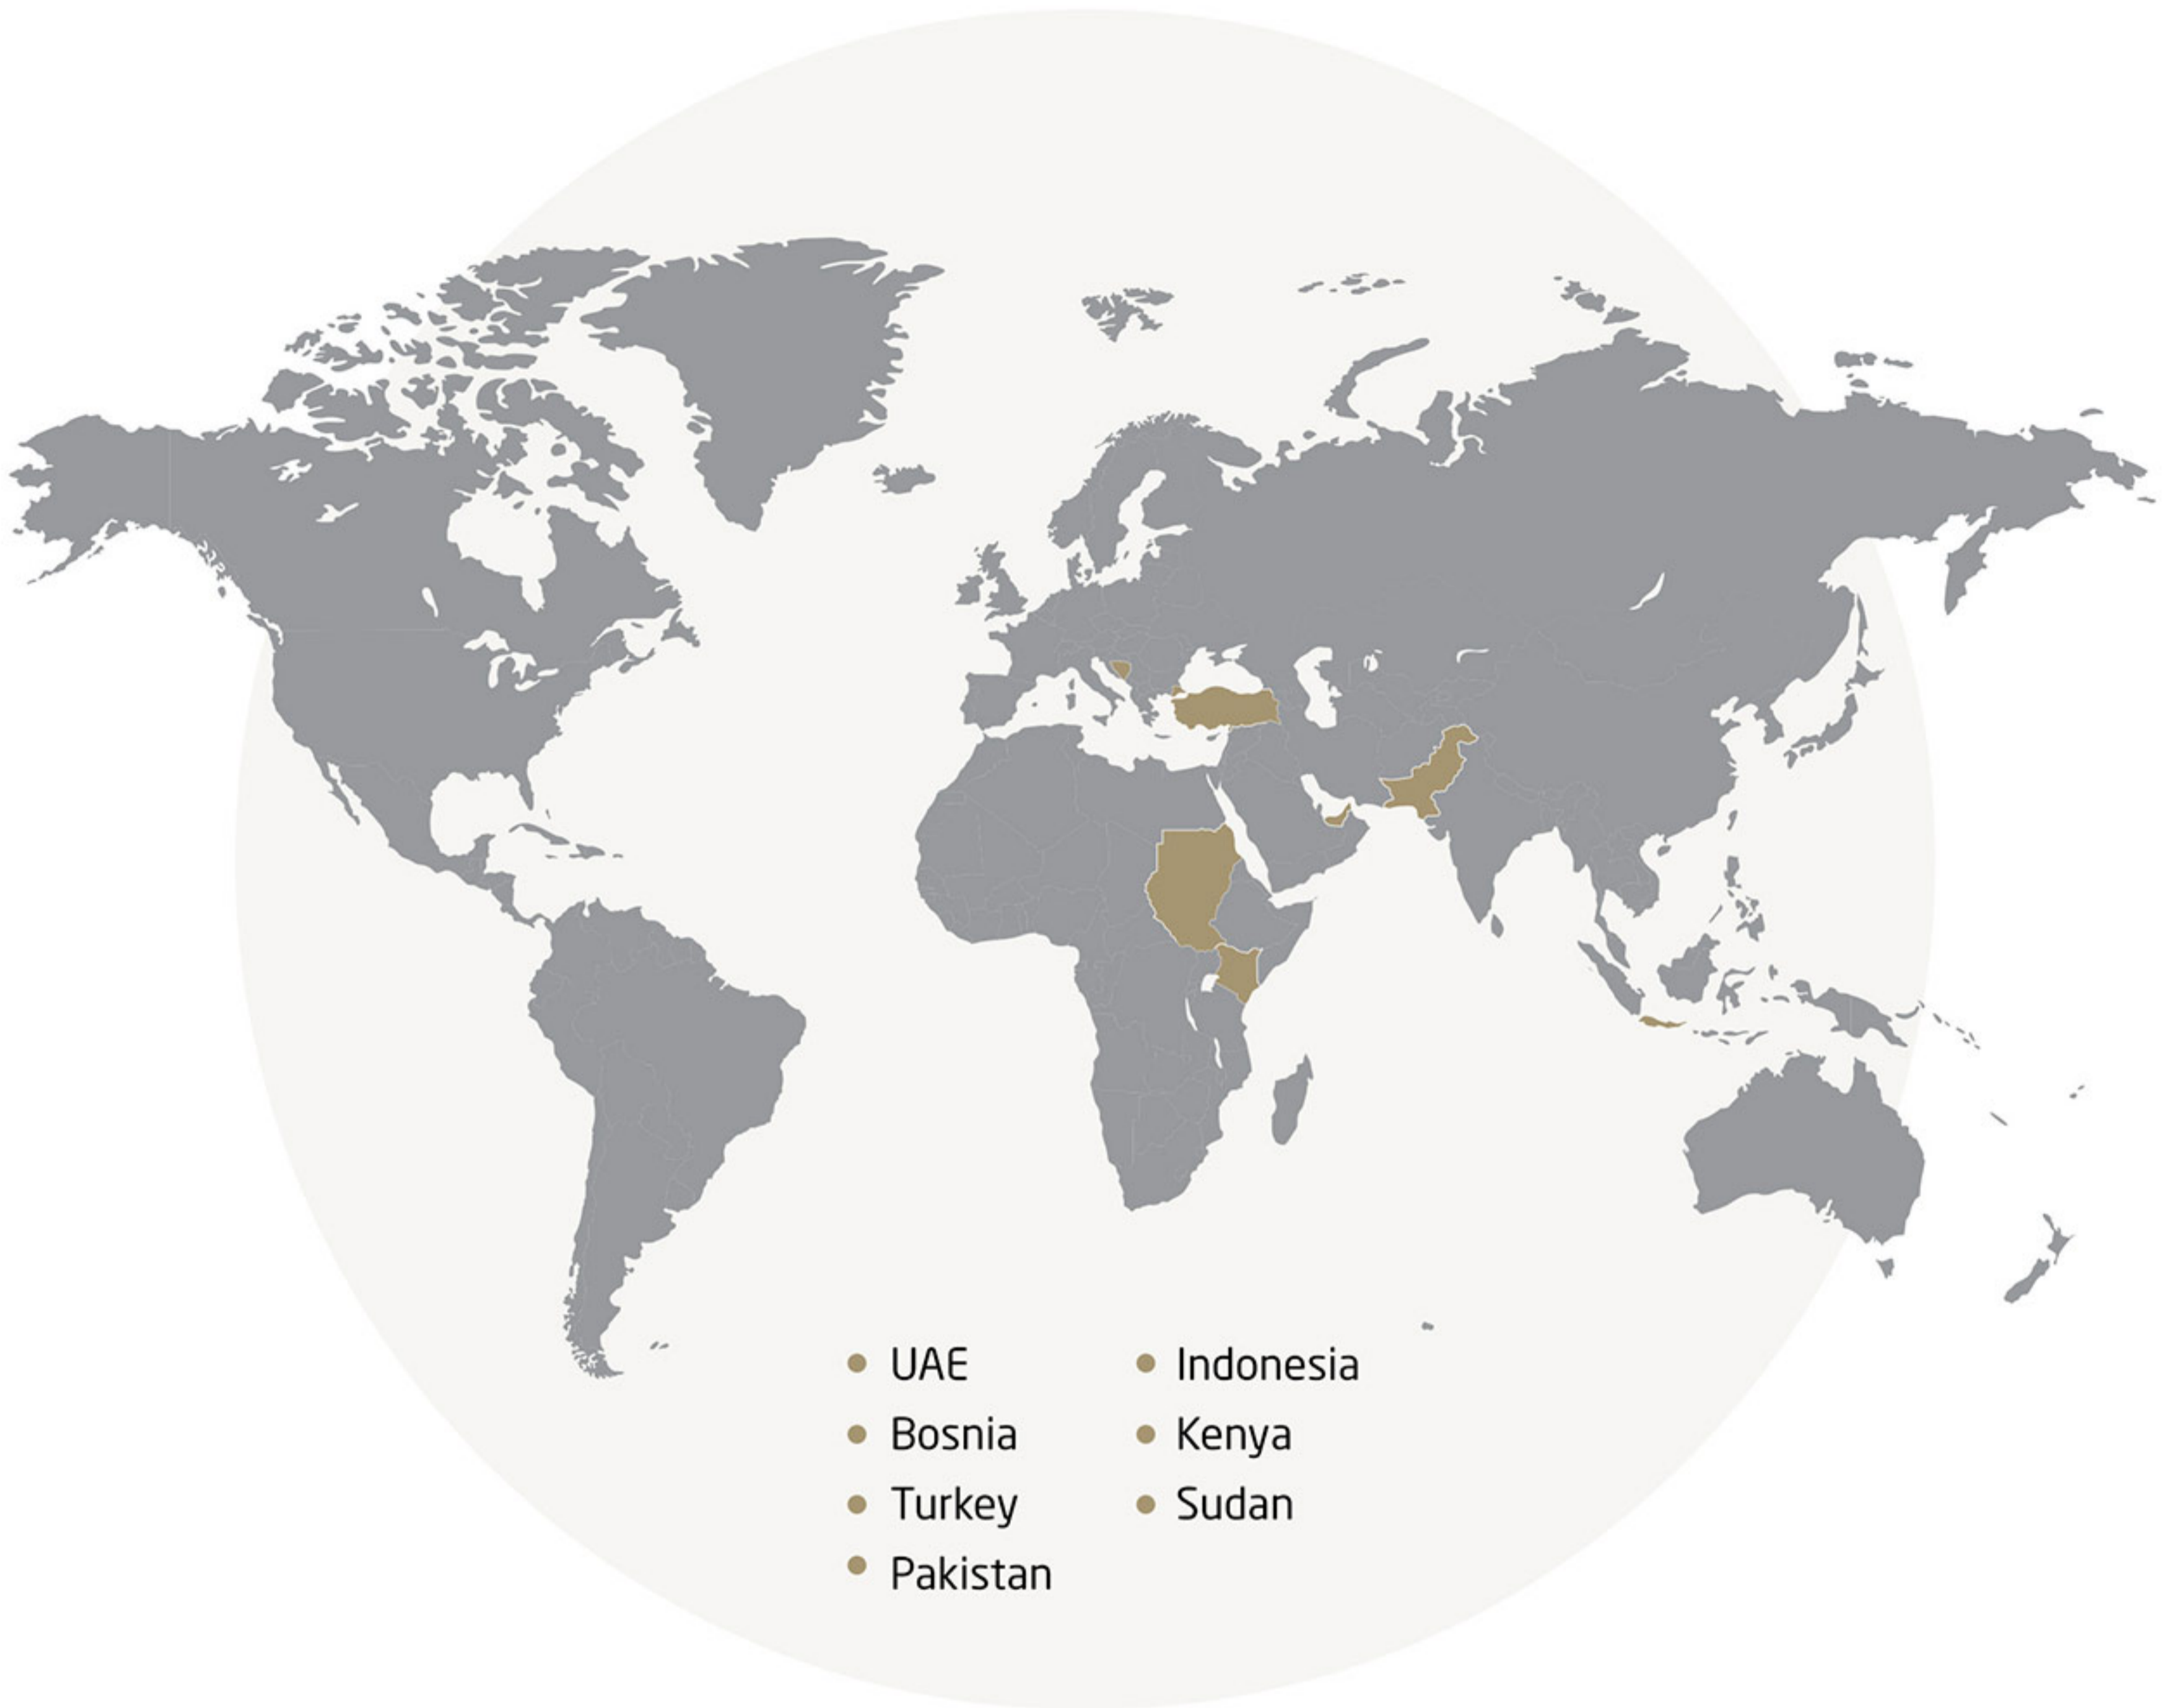 UAE
Bosnia
Turkey
Pakistan
Indonesia
Kenya
Sudan